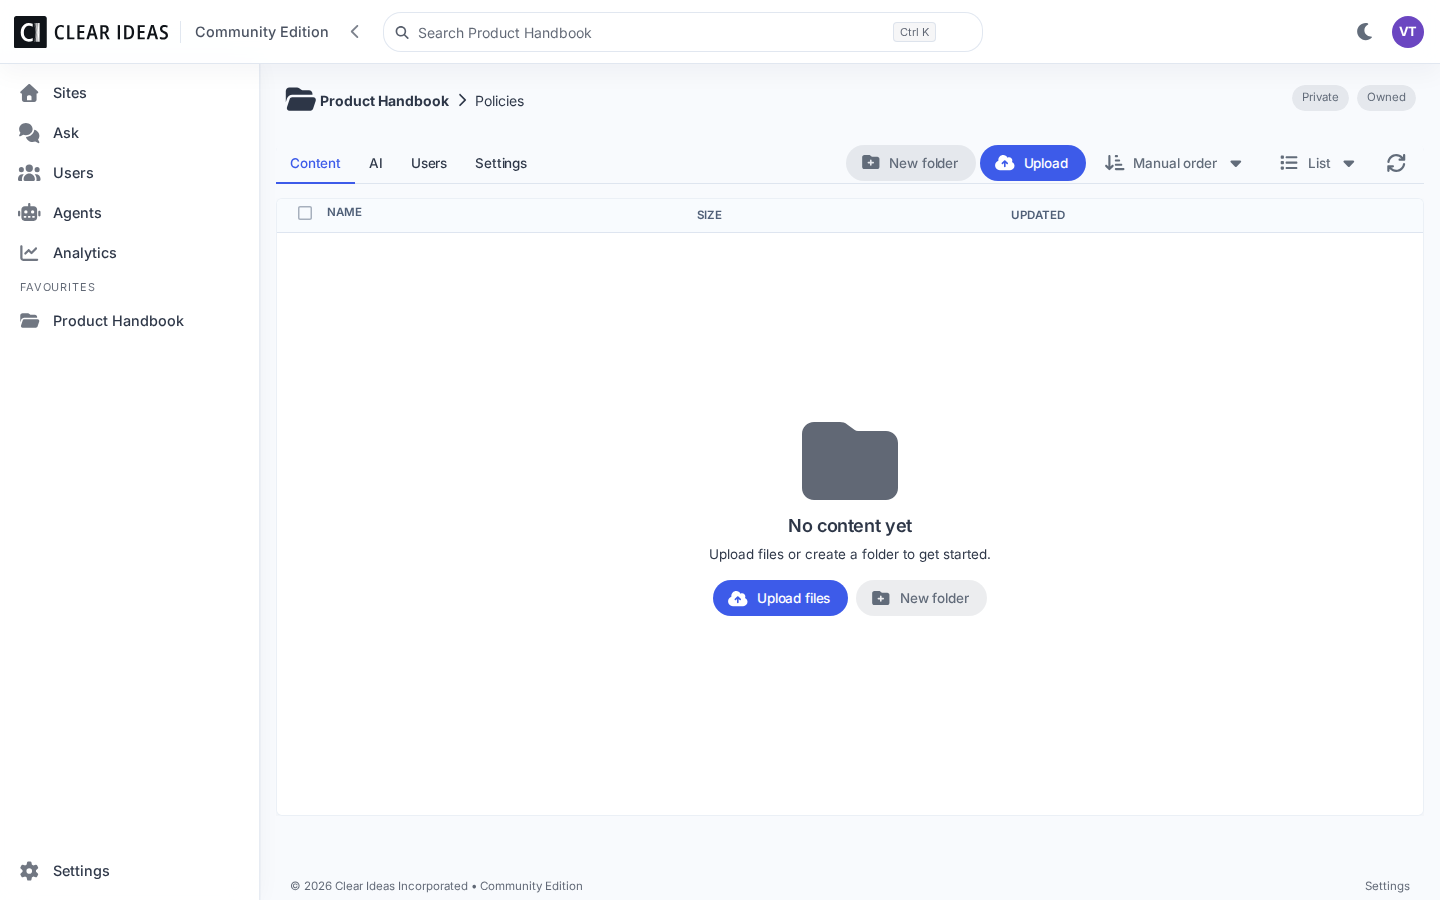 CI CLEAR IDEAS Community Edition
Search Product Handbook Ctrl K
VT
Sites
Ask
Users
Agents
Analytics
FAVOURITES
Product Handbook
Settings
Product Handbook Policies
Private Owned
Content AI Users Settings
New folder Upload Manual order List
NAME SIZE UPDATED
No content yet
Upload files or create a folder to get started.
Upload files New folder
© 2026 Clear Ideas Incorporated • Community Edition
Settings